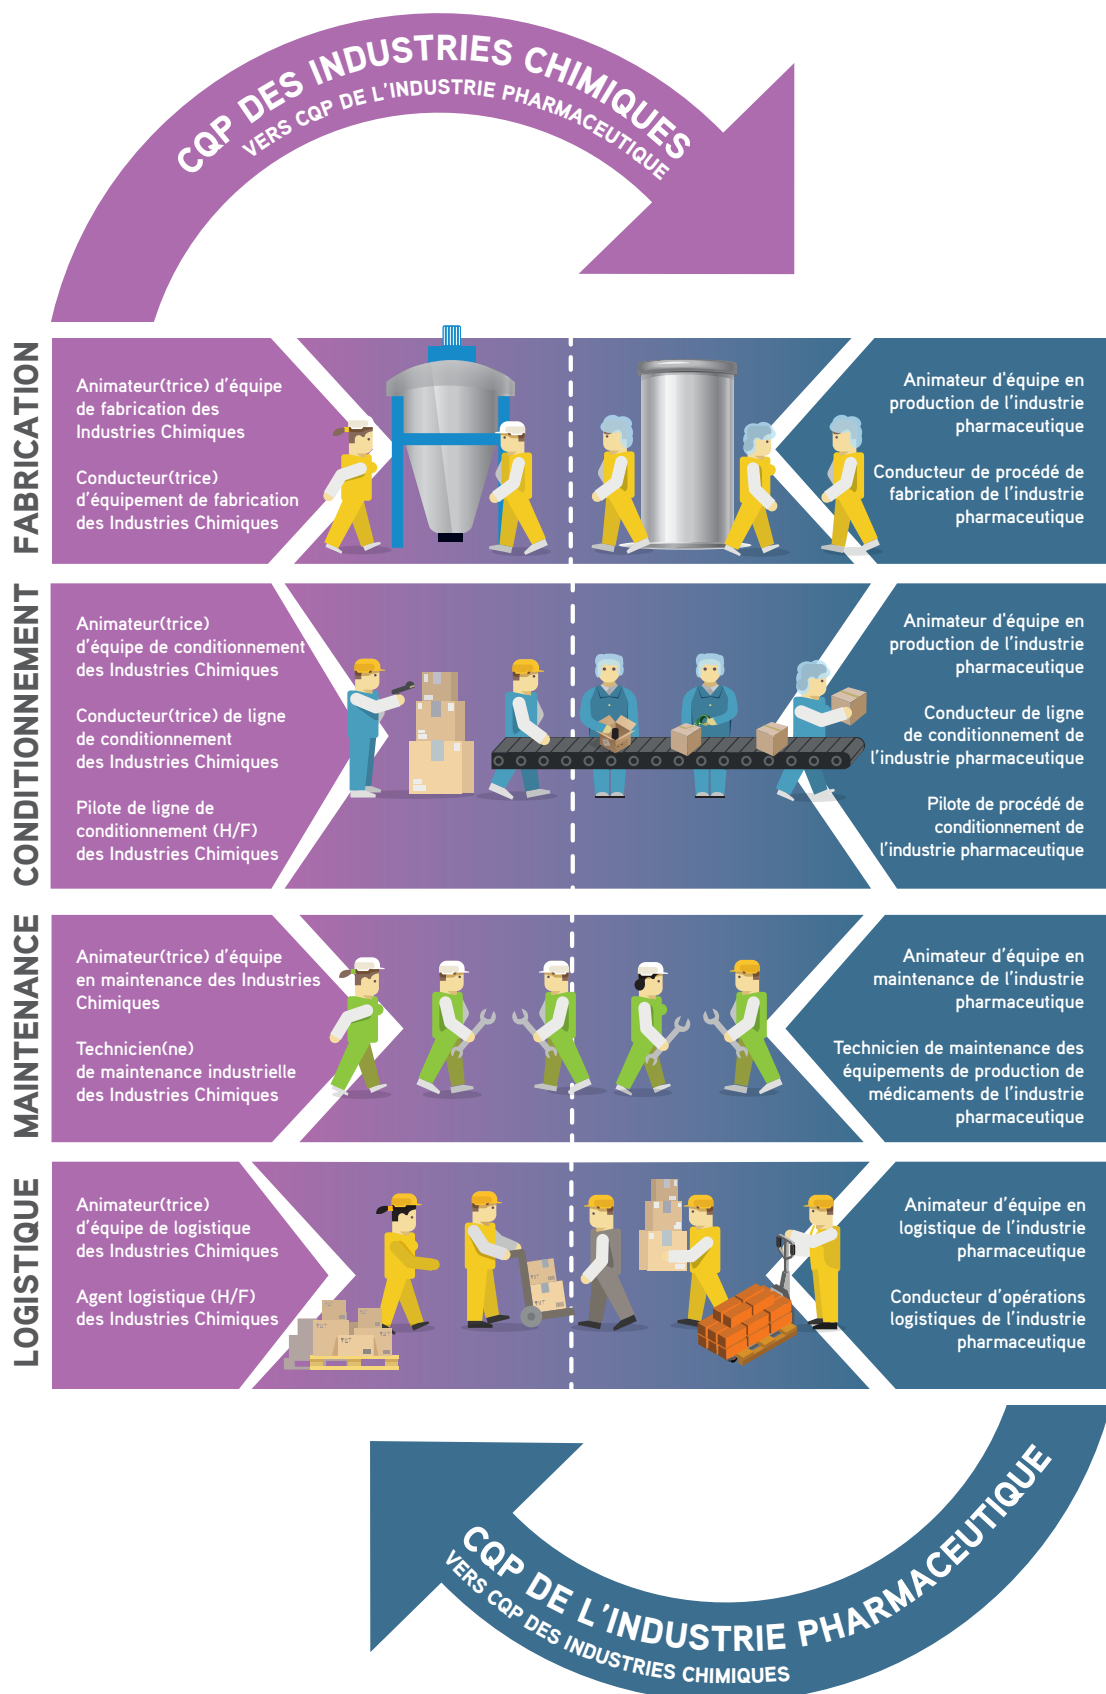 CQP DES INDUSTRIES CHIMIQUES
VERS CQP DE L'INDUSTRIE PHARMACEUTIQUE
FABRICATION
Animateur(trice) d'équipe
de fabrication des
Industries Chimiques
Conducteur(trice)
d'équipement de fabrication
des Industries Chimiques
Animateur d'équipe en
production de l'industrie
pharmaceutique
Conducteur de procédé de
fabrication de l'industrie
pharmaceutique
CONDITIONNEMENT
Animateur(trice)
d'équipe de conditionnement
des Industries Chimiques
Conducteur(trice) de ligne
de conditionnement
des Industries Chimiques
Pilote de ligne de
conditionnement (H/F)
des Industries Chimiques
Animateur d'équipe en
production de l'industrie
pharmaceutique
Conducteur de ligne
de conditionnement de
l'industrie pharmaceutique
Pilote de procédé de
conditionnement de
l'industrie pharmaceutique
MAINTENANCE
Animateur(trice) d'équipe
en maintenance des Industries
Chimiques
Technicien(ne)
de maintenance industrielle
des Industries Chimiques
Animateur d'équipe en
maintenance de l'industrie
pharmaceutique
Technicien de maintenance des
équipements de production de
médicaments de l'industrie
pharmaceutique
LOGISTIQUE
Animateur(trice)
d'équipe de logistique
des Industries Chimiques
Agent logistique (H/F)
des Industries Chimiques
Animateur d'équipe en
logistique de l'industrie
pharmaceutique
Conducteur d'opérations
logistiques de l'industrie
pharmaceutique
CQP DE L'INDUSTRIE PHARMACEUTIQUE
VERS CQP DES INDUSTRIES CHIMIQUES